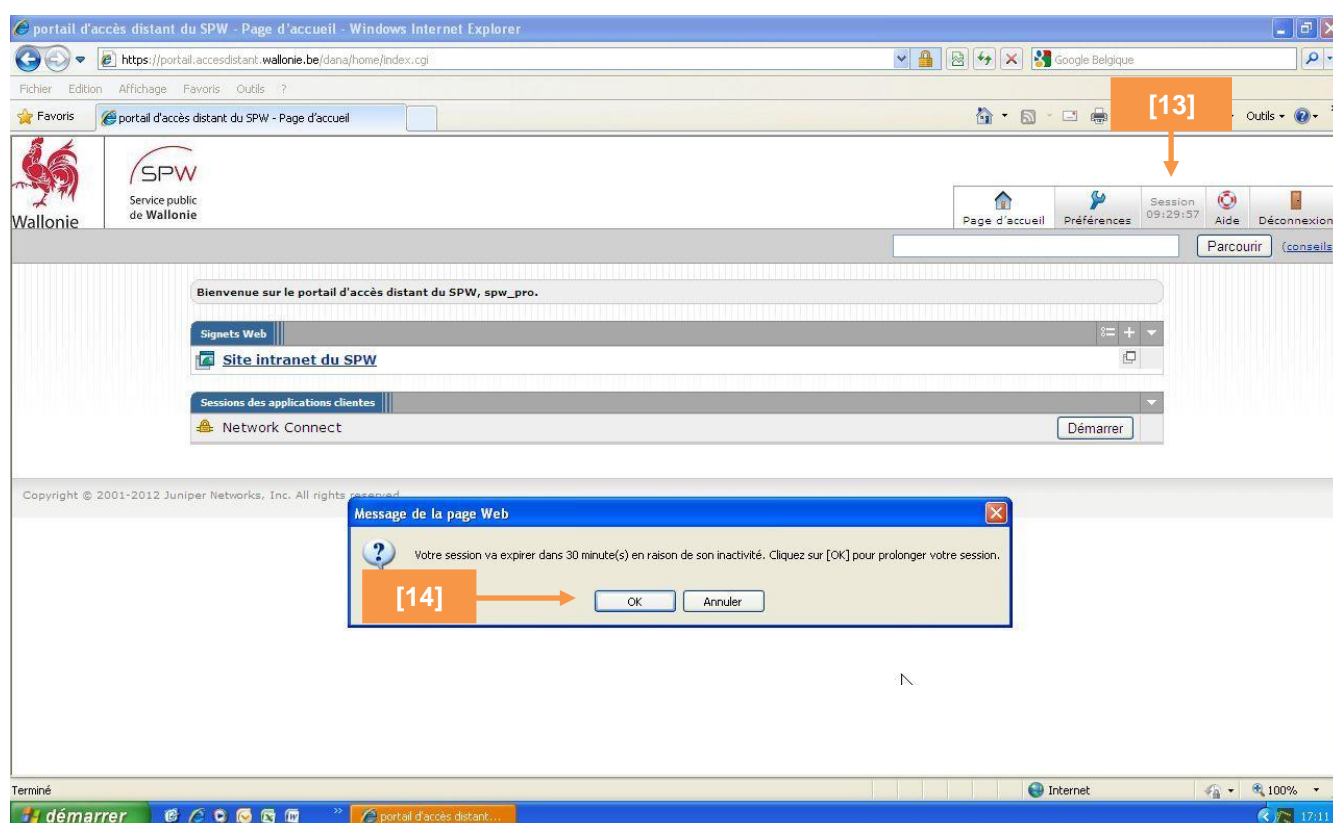 portail d'accès distant du SPW - Page d'accueil - Windows Internet Explorer
https://portail.accesdistant.wallonie.be/dana/home/index.cgi
Google Belgique
Fichier Edition Affichage Favoris Outils ?
Favoris
portail d'accès distant du SPW - Page d'accueil
Outils
[13]
SPW
Service public
de Wallonie
Wallonie
Page d'accueil
Préférences
Session
09:29:57
Aide
Déconnexion
Parcourir
(conseils
Bienvenue sur le portail d'accès distant du SPW, spw_pro.
Signets Web
Site intranet du SPW
Sessions des applications clientes
Network Connect
Démarrer
Copyright © 2001-2012 Juniper Networks, Inc. All rights reserved.
Message de la page Web
Votre session va expirer dans 30 minute(s) en raison de son inactivité. Cliquez sur [OK] pour prolonger votre session.
[14]
OK
Annuler
Terminé
Internet
100%
démarrer
portail d'accès distant...
17:11